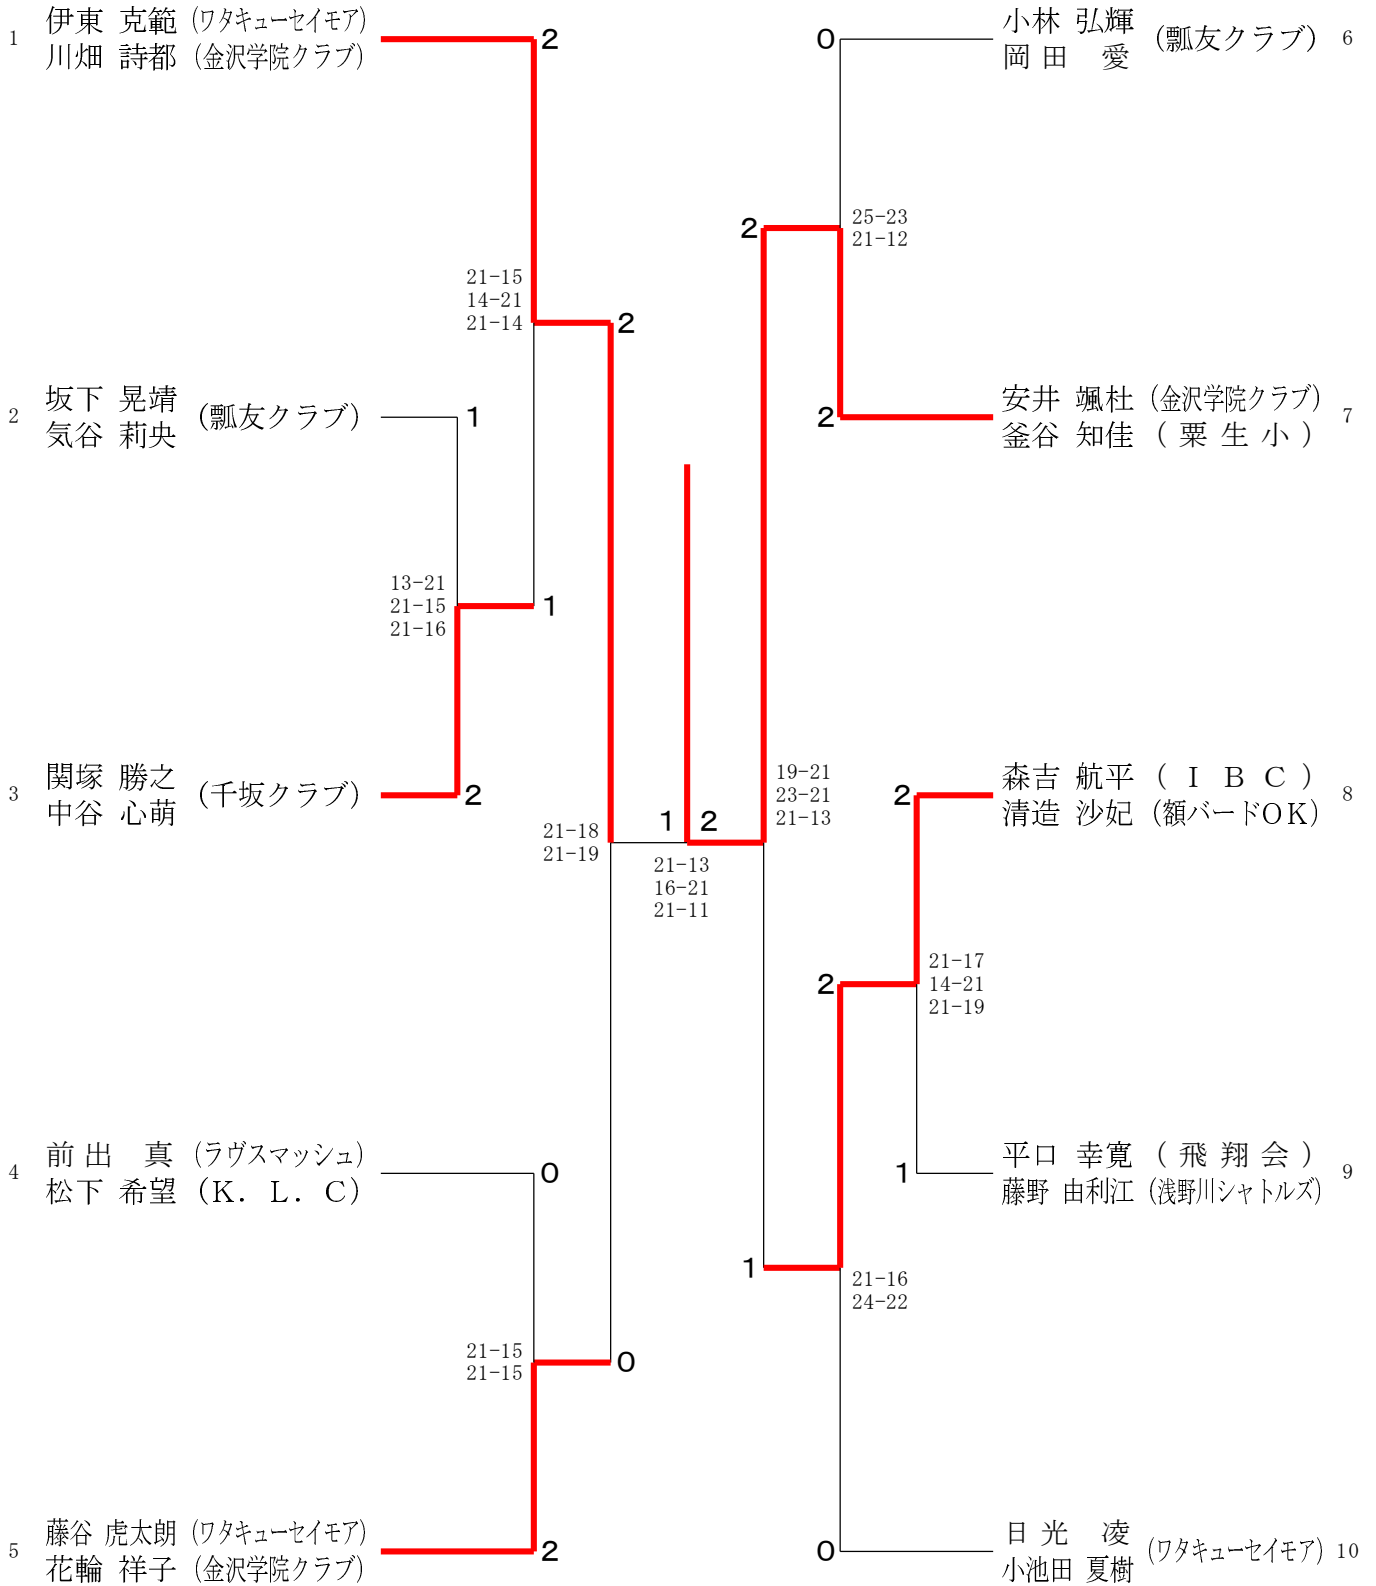 1 伊東 克範 (ワタキューセイモア)
川畑 詩都 (金沢学院クラブ)
2
21-15
14-21
21-14
2
2 坂下 晃靖 (瓢友クラブ)
気谷 莉央
1
13-21
21-15
21-16
1
3 関塚 勝之 (千坂クラブ)
中谷 心萌
2
21-18
21-19
4 前出 真 (ラヴスマッシュ)
松下 希望 (K．L．C)
0
21-15
21-15
0
5 藤谷 虎太朗 (ワタキューセイモア)
花輪 祥子 (金沢学院クラブ)
2
1 2
21-13
16-21
21-11
0 小林 弘輝 (瓢友クラブ) 6
岡田 愛
2
25-23
21-12
2 安井 颯杜 (金沢学院クラブ) 7
釜谷 知佳 (粟生小)
19-21
23-21
21-13
2 森吉 航平 (ＩＢＣ) 8
清造 沙妃 (額バードOK)
2
21-17
14-21
21-19
1 平口 幸寛 (飛翔会) 9
藤野 由利江 (浅野川シャトルズ)
1
21-16
24-22
0 日光 凌 (ワタキューセイモア) 10
小池田 夏樹